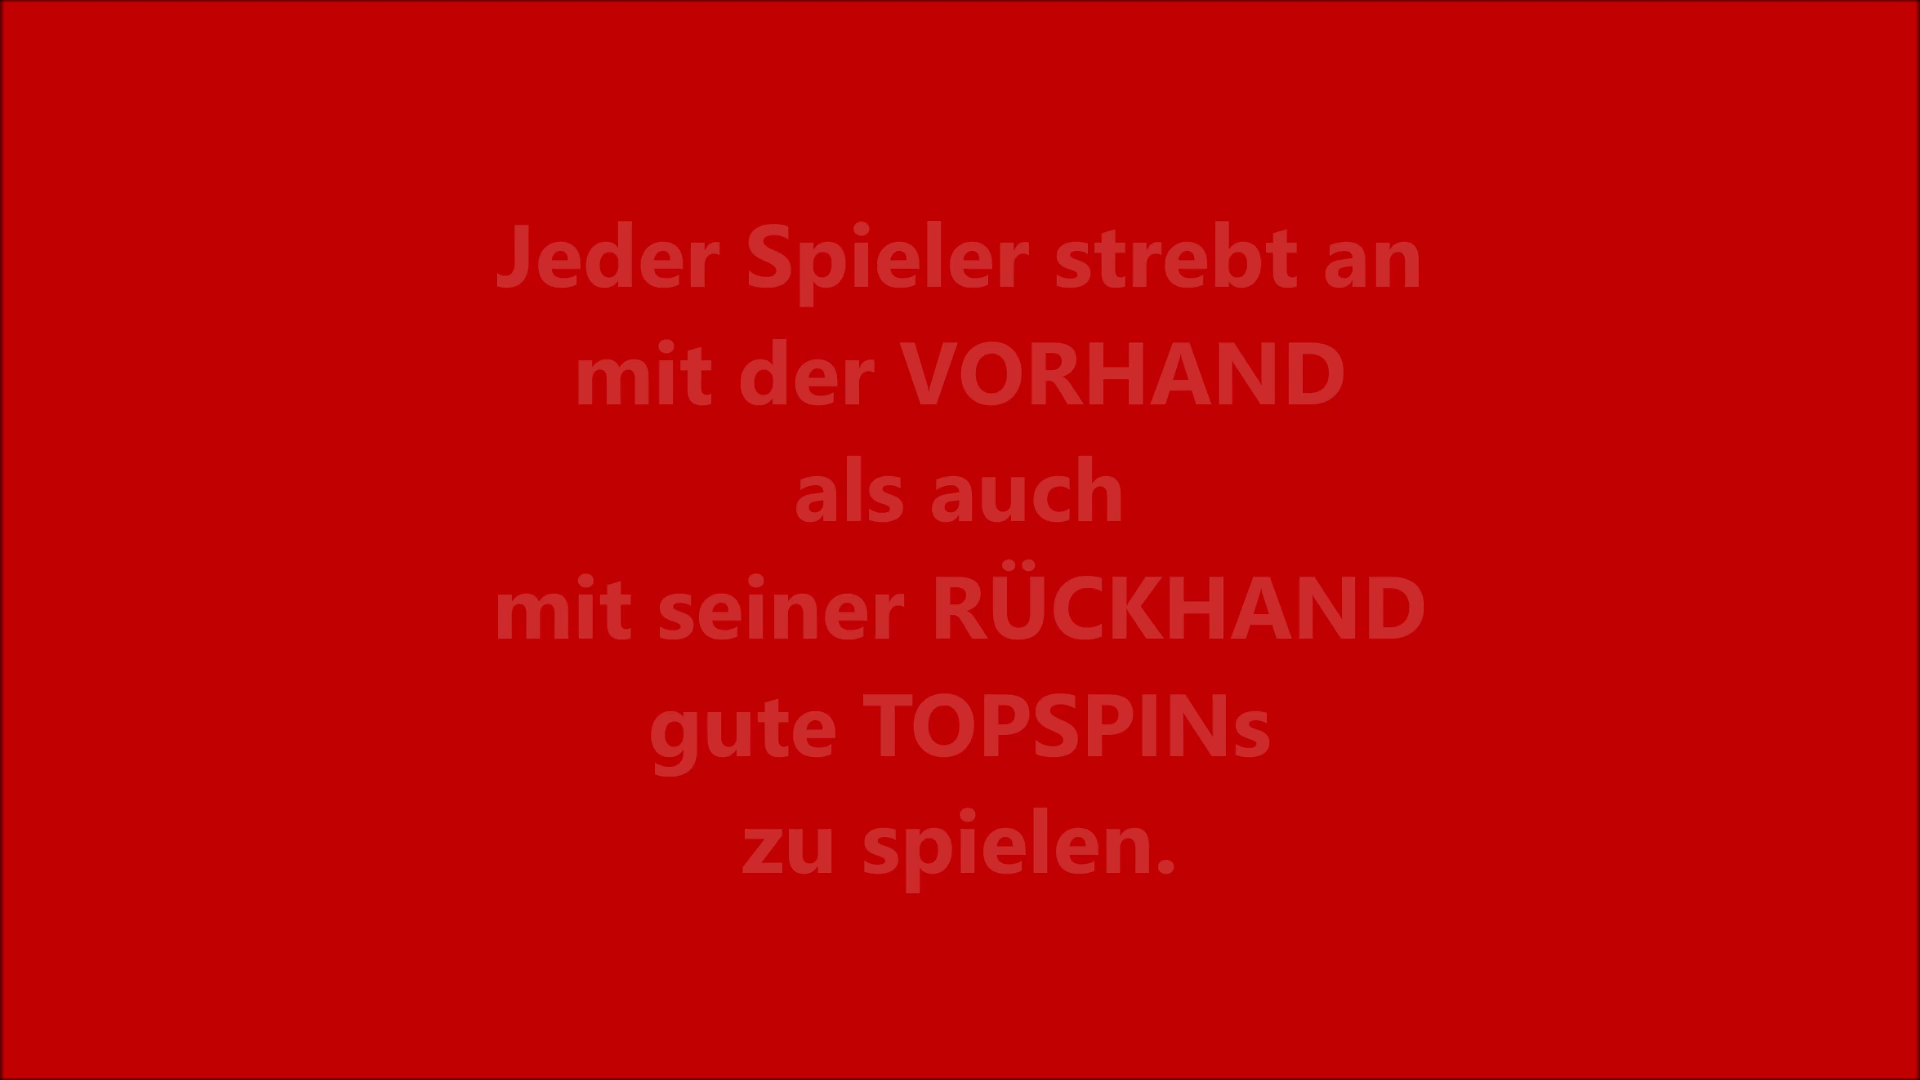 Jeder Spieler strebt an
mit der VORHAND
als auch
mit seiner RÜCKHAND
gute TOPSPINs
zu spielen.